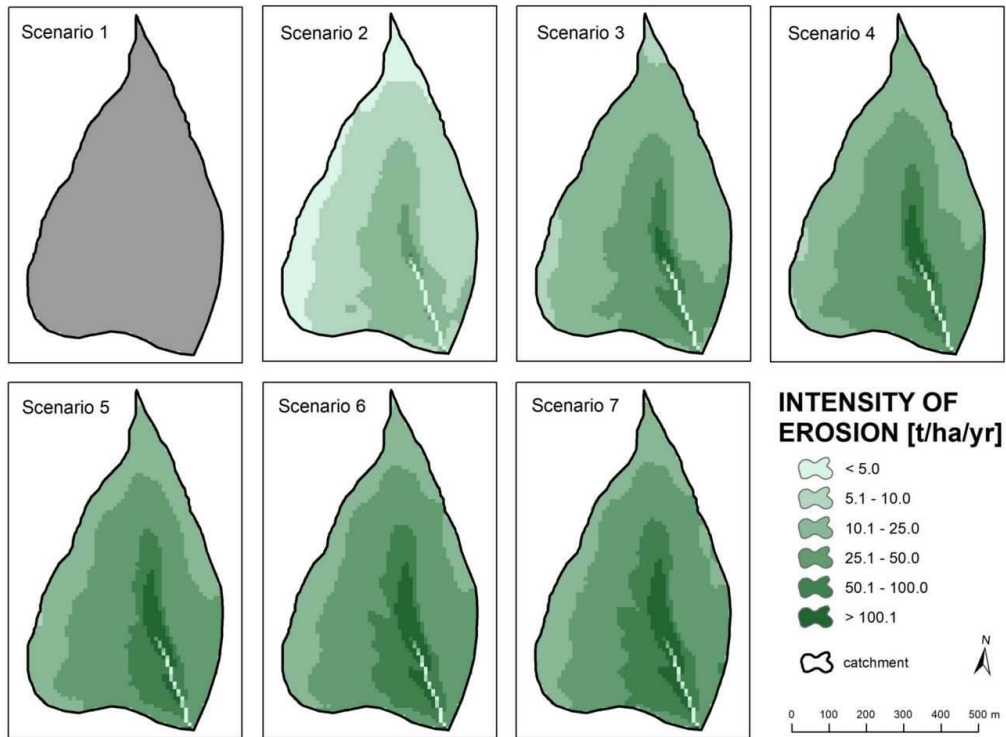 Scenario 1
Scenario 2
Scenario 3
Scenario 4
Scenario 5
Scenario 6
Scenario 7
INTENSITY OF
EROSION [t/ha/yr]
< 5.0
5.1 - 10.0
10.1 - 25.0
25.1 - 50.0
50.1 - 100.0
> 100.1
catchment
N
0 100 200 300 400 500 m